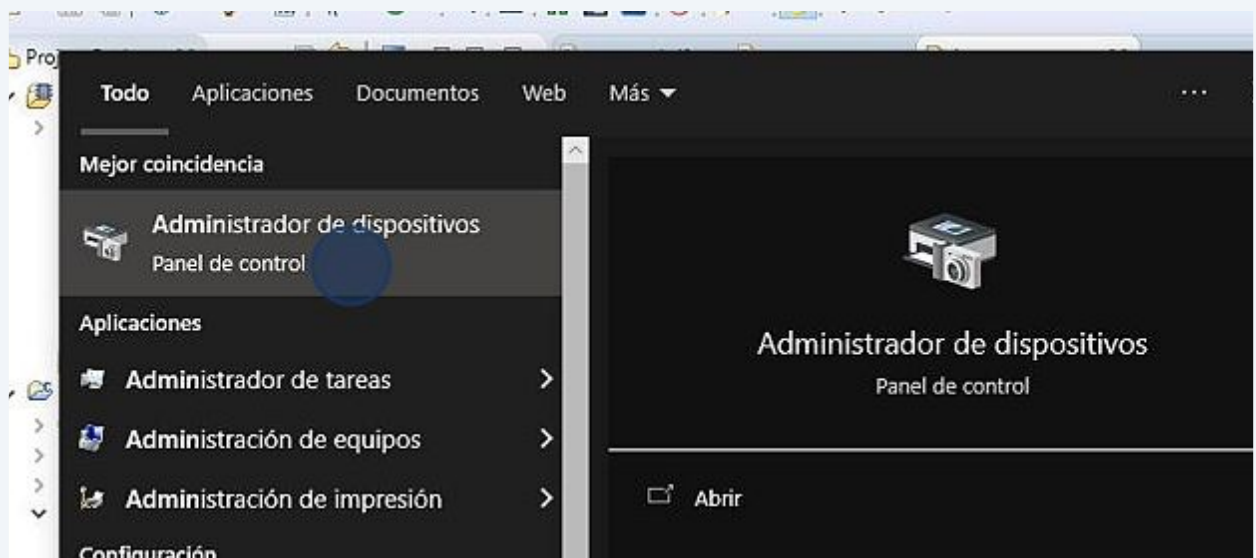 Proj
Todo Aplicaciones Documentos Web Más
Mejor coincidencia
Administrador de dispositivos
Panel de control
Aplicaciones
Administrador de tareas
Administración de equipos
Administración de impresión
Configuración
Administrador de dispositivos
Panel de control
Abrir